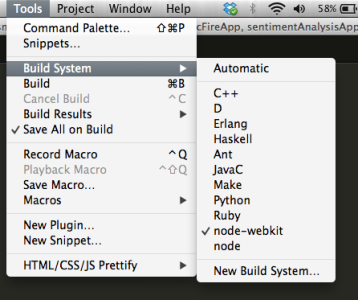 Tools Project Window Help 58%
cFireApp, sentimentAnalysisApp
Command Palette... ⇧⌘P
Snippets...
Build System
Build ⌘B
Cancel Build ^C
Build Results
✓ Save All on Build
Record Macro ^Q
Playback Macro ^⇧Q
Save Macro...
Macros
New Plugin...
New Snippet...
HTML/CSS/JS Prettify
Automatic
C++
D
Erlang
Haskell
Ant
JavaC
Make
Python
Ruby
✓ node-webkit
node
New Build System...